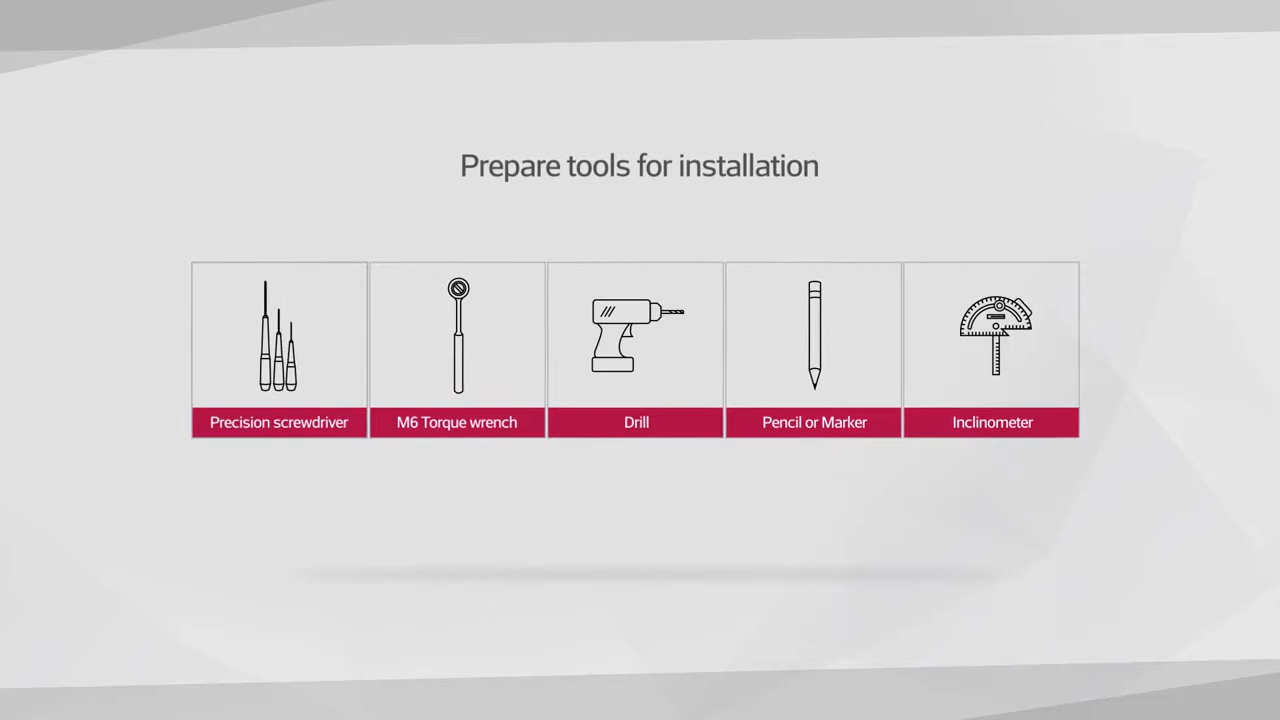 Prepare tools for installation
Precision screwdriver
M6 Torque wrench
Drill
Pencil or Marker
Inclinometer